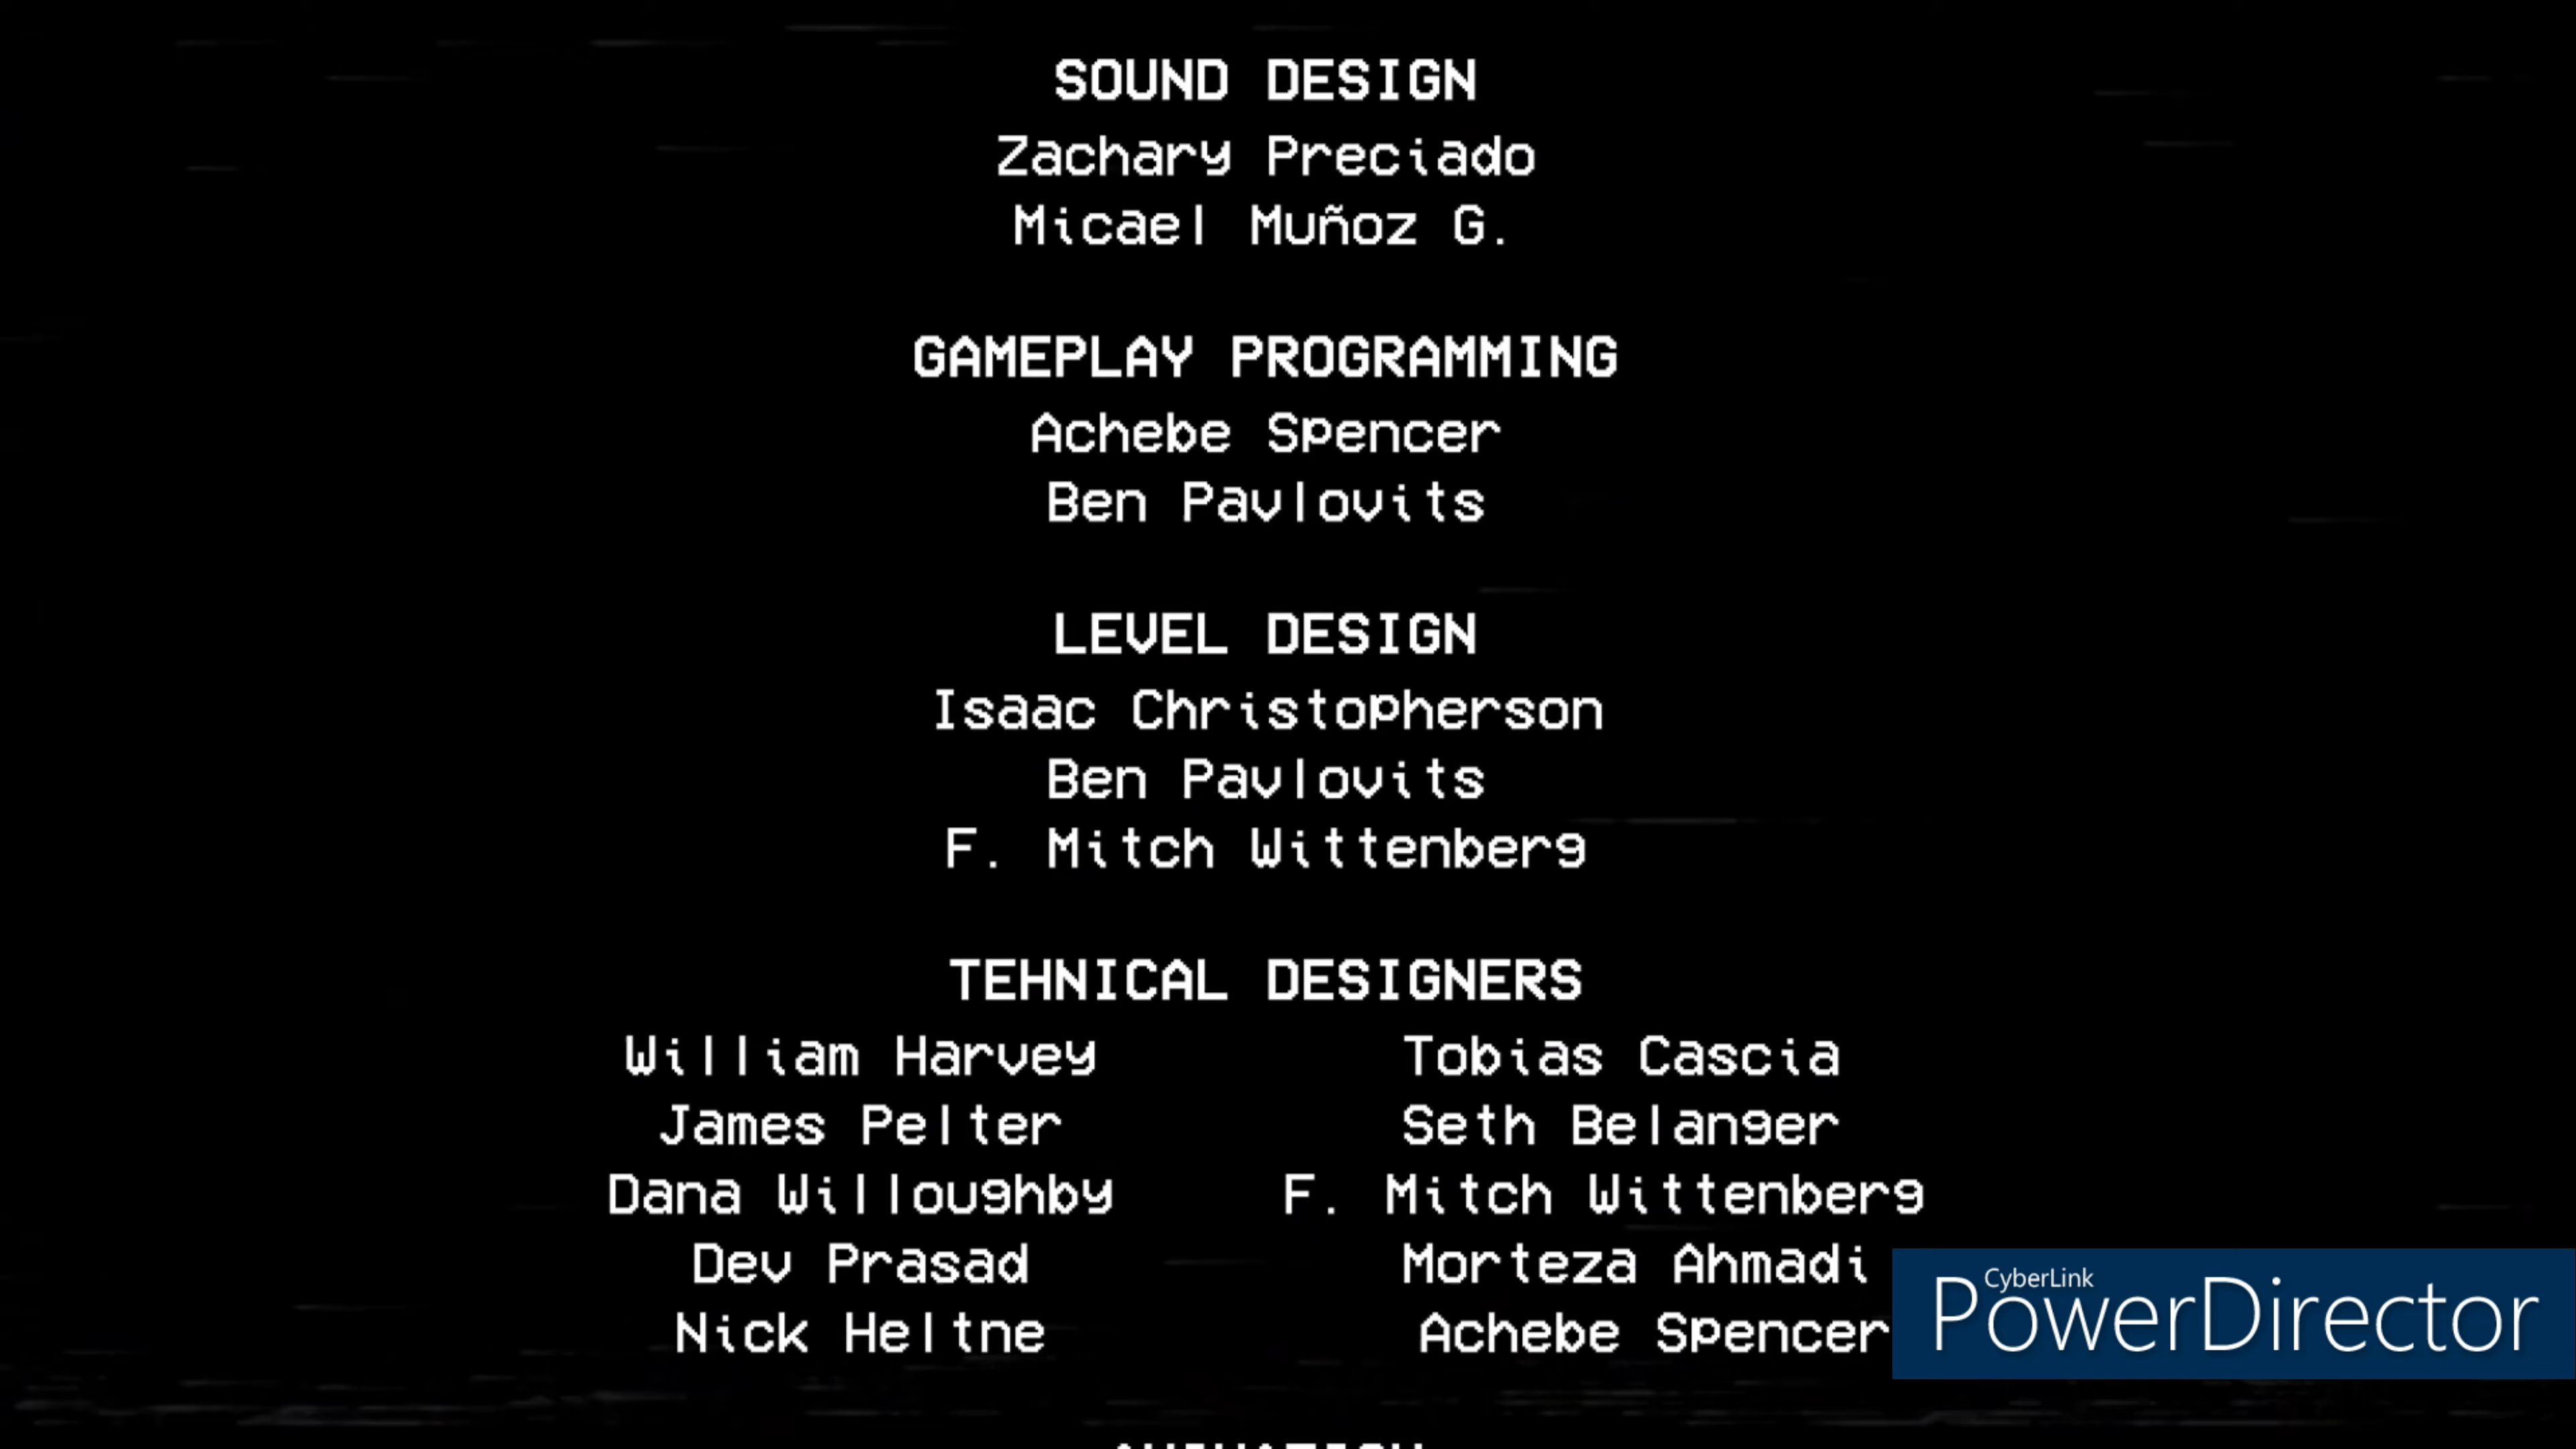 SOUND DESIGN
Zachary Preciado
Micael Muñoz G.
GAMEPLAY PROGRAMMING
Achebe Spencer
Ben Pavlovits
LEVEL DESIGN
Isaac Christopherson
Ben Pavlovits
F. Mitch Wittenberg
TEHNICAL DESIGNERS
William Harvey Tobias Cascia
James Pelter Seth Belanger
Dana Willoughby F. Mitch Wittenberg
Dev Prasad Morteza Ahmadi
Nick Heltne Achebe Spencer
CyberLink
PowerDirector